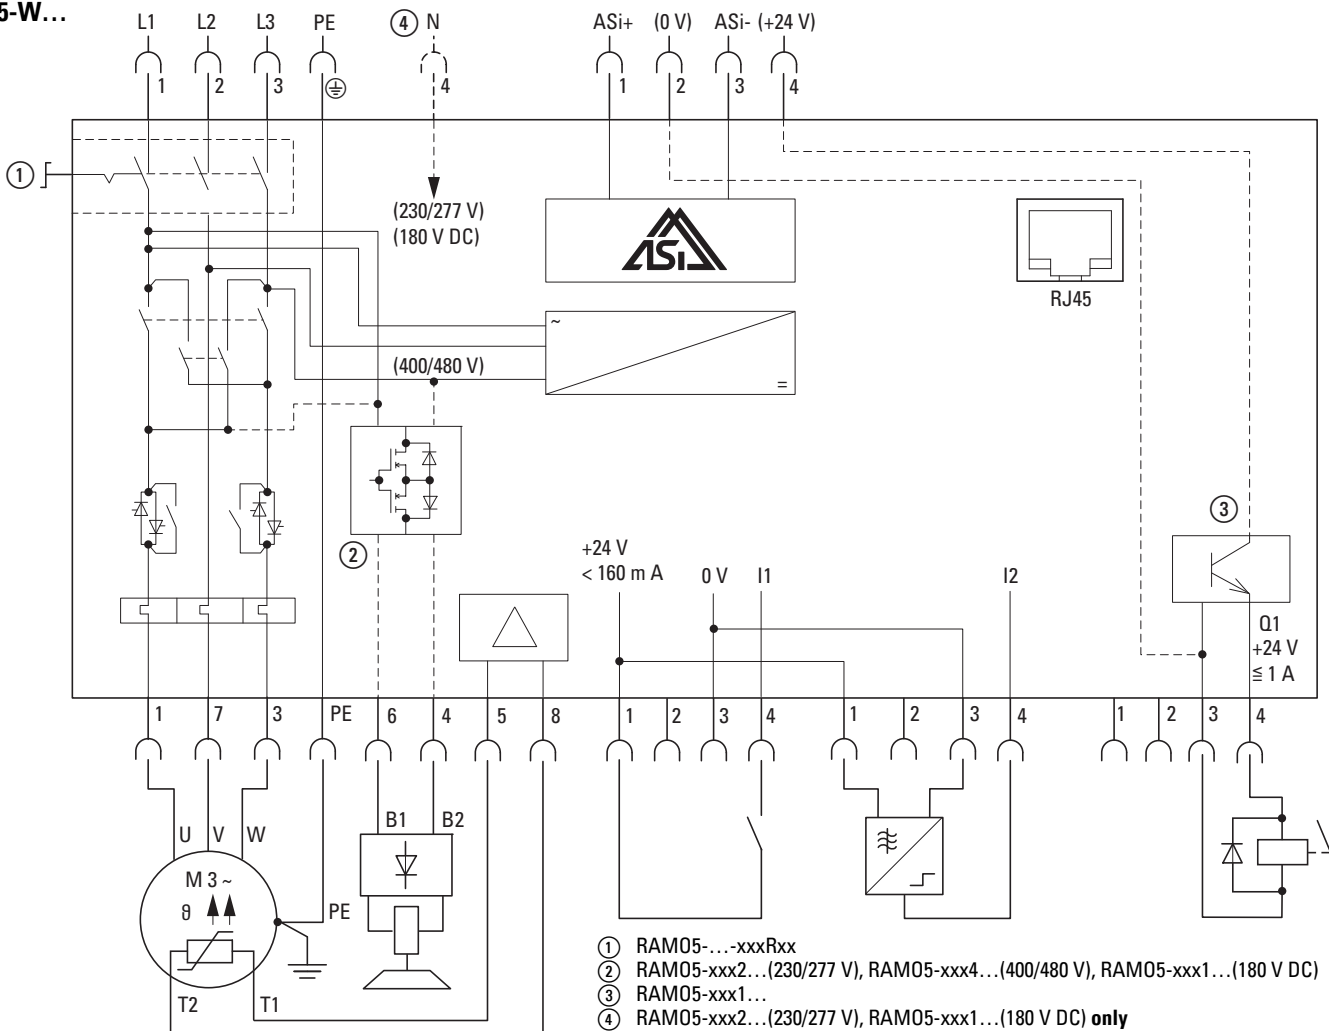 5-W...
L1 L2 L3 PE ④ N ASi+ (0 V) ASi- (+24 V)
1 2 3 4 1 2 3 4
①
(230/277 V)
(180 V DC)
ASi
RJ45
~
(400/480 V)
=
②
③
+24 V
< 160 m A 0 V I1 I2
Q1
+24 V
≦ 1 A
1 7 3 PE 6 4 5 8 1 2 3 4 1 2 3 4 1 2 3 4
U V W B1 B2
M 3 ~
ϑ PE
T2 T1
① RAMO5-...-xxxRxx
② RAMO5-xxx2...(230/277 V), RAMO5-xxx4...(400/480 V), RAMO5-xxx1...(180 V DC)
③ RAMO5-xxx1...
④ RAMO5-xxx2...(230/277 V), RAMO5-xxx1...(180 V DC) only